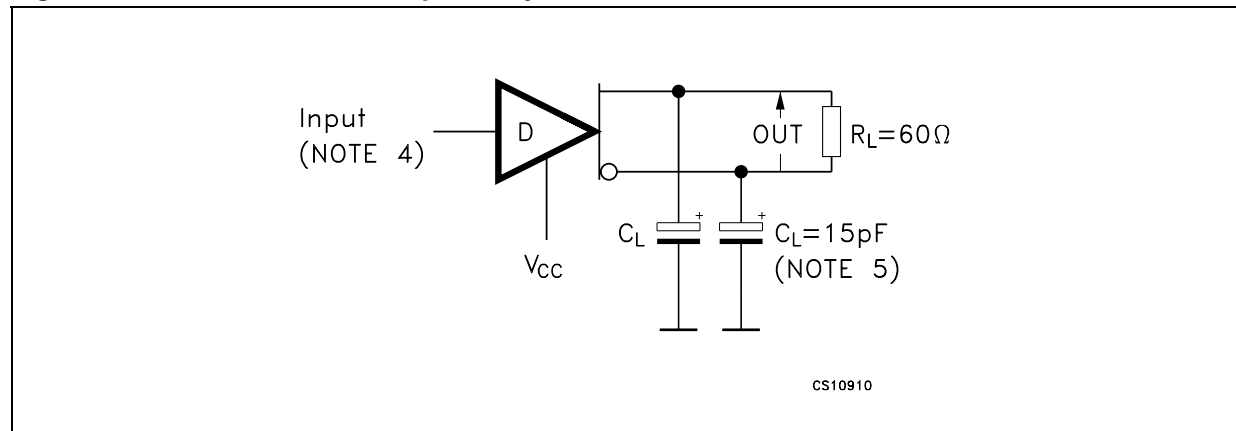 Input
(NOTE 4)
D
OUT
R_L=60Ω
V_CC
C_L
+
+
C_L=15pF
(NOTE 5)
CS10910